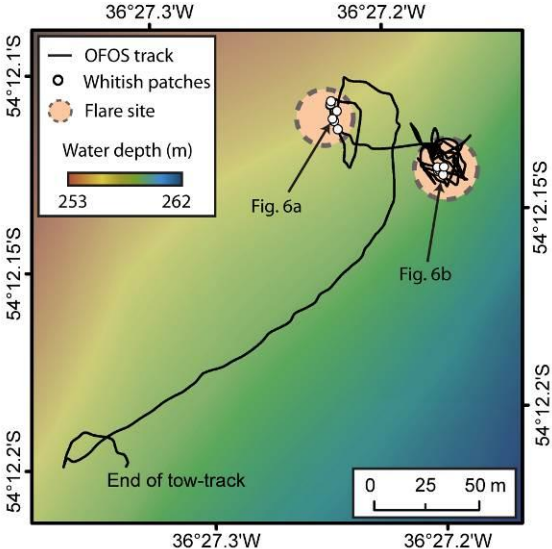 36°27.3'W 36°27.2'W
54°12.1'S
OFOS track
Whitish patches
Flare site
Water depth (m)
253 262
Fig. 6a
54°12.15'S
Fig. 6b
54°12.15'S
54°12.2'S
54°12.2'S
End of tow-track
0 25 50 m
36°27.3'W 36°27.2'W